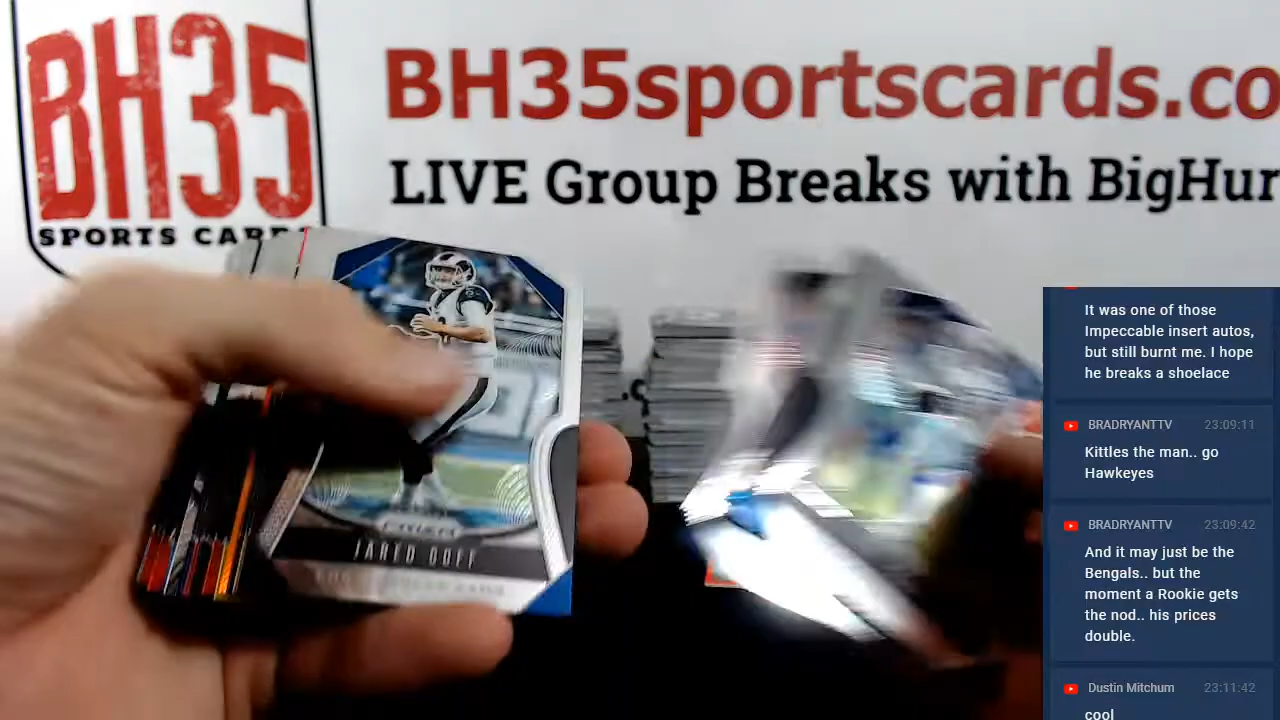 BH35
SPORTS CARDS
BH35sportscards.co
LIVE Group Breaks with BigHur
PRIZM
JARED GOFF
It was one of those
Impeccable insert autos,
but still burnt me. I hope
he breaks a shoelace
BRADRYANTTV 23:09:11
Kittles the man.. go
Hawkeyes
BRADRYANTTV 23:09:42
And it may just be the
Bengals.. but the
moment a Rookie gets
the nod.. his prices
double.
Dustin Mitchum 23:11:42
cool